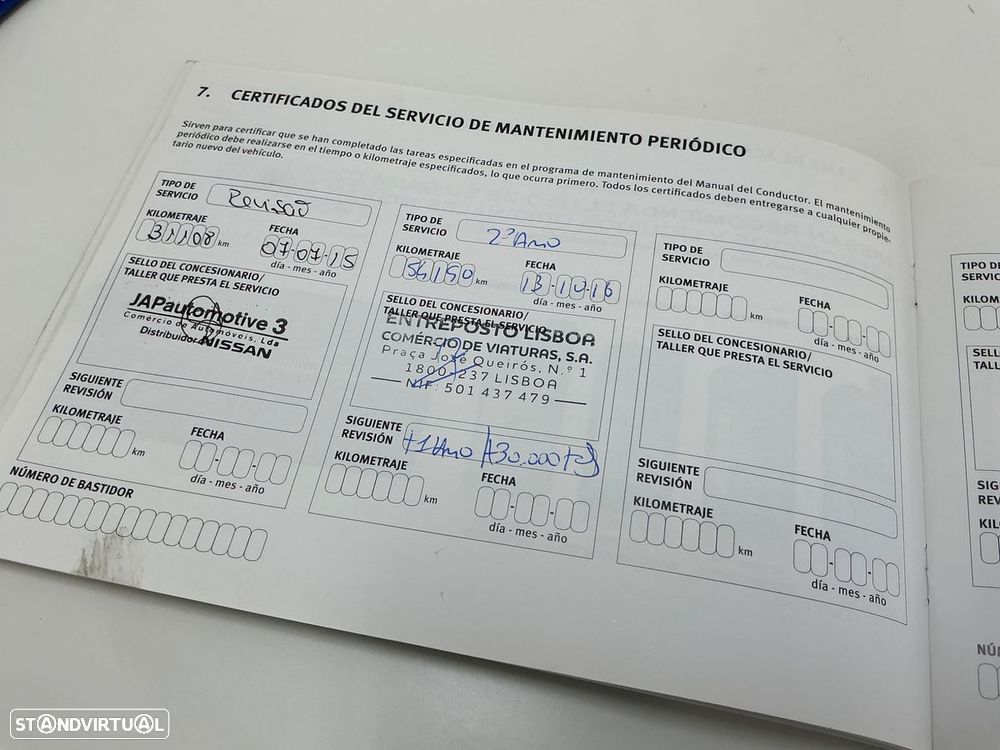 7. CERTIFICADOS DEL SERVICIO DE MANTENIMIENTO PERIÓDICO
Sirven para certificar que se han completado las tareas especificadas en el programa de mantenimiento del Manual del Conductor. El mantenimiento
periódico debe realizarse en el tiempo o kilometraje especificados, lo que ocurra primero. Todos los certificados deben entregarse a cualquier propie-
tario nuevo del vehículo.
TIPO DE
SERVICIO
Revisão
KILOMETRAJE
FECHA
31108 km
07-07-15
día - mes - año
SELLO DEL CONCESIONARIO/
TALLER QUE PRESTA EL SERVICIO
JAPautomotive 3
Comércio de Automóveis, Lda
Distribuidor
NISSAN
SIGUIENTE
REVISIÓN
KILOMETRAJE
FECHA
km
día - mes - año
NÚMERO DE BASTIDOR
TIPO DE
SERVICIO
2º Ano
KILOMETRAJE
FECHA
56190 km
13-10-16
día - mes - año
SELLO DEL CONCESIONARIO/
TALLER QUE PRESTA EL SERVICIO
ENTREPOSTO LISBOA
COMÉRCIO DE VIATURAS, S.A.
Praça José Queirós, N.º 1
1800-237 LISBOA
NIF: 501 437 479
SIGUIENTE
REVISIÓN
+1 Ano /+30.000
KILOMETRAJE
FECHA
km
día - mes - año
TIPO DE
SERVICIO
KILOMETRAJE
FECHA
km
día - mes - año
SELLO DEL CONCESIONARIO/
TALLER QUE PRESTA EL SERVICIO
SIGUIENTE
REVISIÓN
KILOMETRAJE
FECHA
km
día - mes - año
STANDVIRTUAL